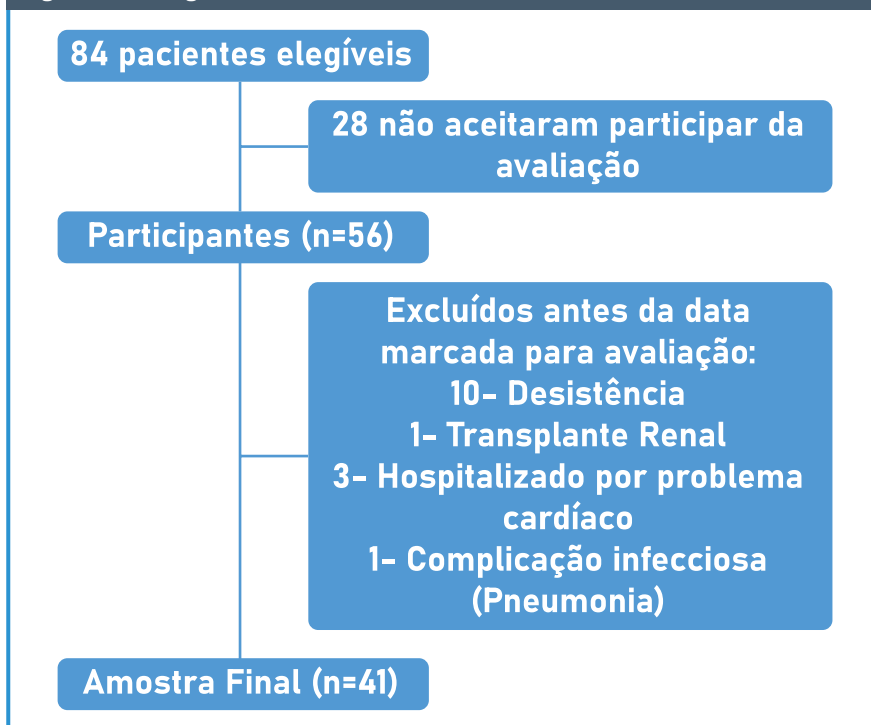 84 pacientes elegíveis
28 não aceitaram participar da
avaliação
Participantes (n=56)
Excluídos antes da data
marcada para avaliação:
10- Desistência
1- Transplante Renal
3- Hospitalizado por problema
cardíaco
1- Complicação infecciosa
(Pneumonia)
Amostra Final (n=41)